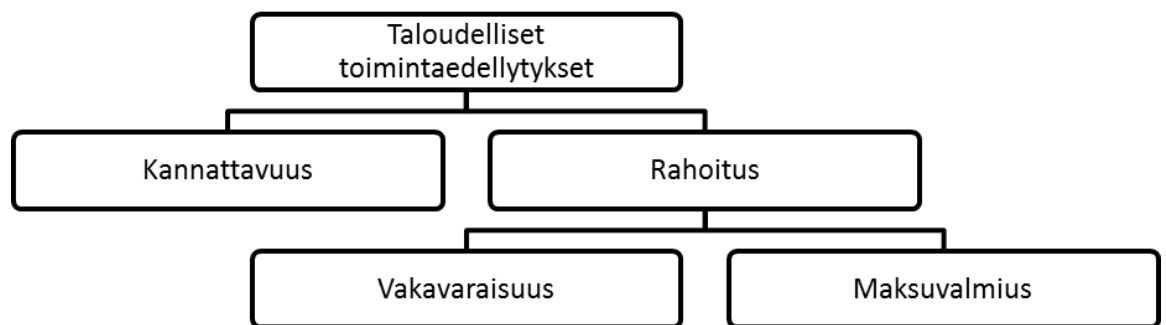 Taloudelliset
toimintaedellytykset
Kannattavuus
Rahoitus
Vakavaraisuus
Maksuvalmius